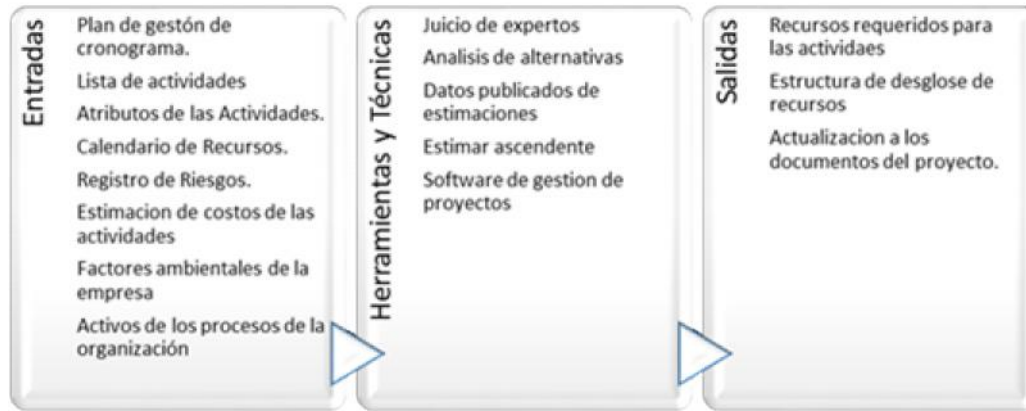 Entradas
Plan de gestón de
cronograma.
Lista de actividades
Atributos de las Actividades.
Calendario de Recursos.
Registro de Riesgos.
Estimacion de costos de las
actividades
Factores ambientales de la
empresa
Activos de los procesos de la
organización
Herramientas y Técnicas
Juicio de expertos
Analisis de alternativas
Datos publicados de
estimaciones
Estimar ascendente
Software de gestion de
proyectos
Salidas
Recursos requeridos para
las actividaes
Estructura de desglose de
recursos
Actualizacion a los
documentos del proyecto.